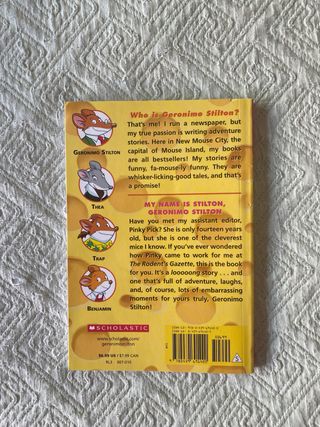 Who is Geronimo Stilton?
That's me! I run a newspaper, but
my true passion is writing adventure
stories. Here in New Mouse City, the
capital of Mouse Island, my books
are all bestsellers! My stories are
funny, fa-mouse-ly funny. They are
whisker-licking-good tales, and that's
a promise!
GERONIMO STILTON
THEA
TRAP
BENJAMIN
MY NAME IS STILTON,
GERONIMO STILTON
Have you met my assistant editor,
Pinky Pick? She is only fourteen years
old, but she is one of the cleverest
mice I know. If you've ever wondered
how Pinky came to work for me at
The Rodent's Gazette, this is the book
for you. It's a looooong story . . . and
one that's full of adventure, laughs,
and, of course, lots of embarrassing
moments for yours truly, Geronimo
Stilton!
SCHOLASTIC
www.scholastic.com/
geronimostilton
$6.99 US / $7.99 CAN